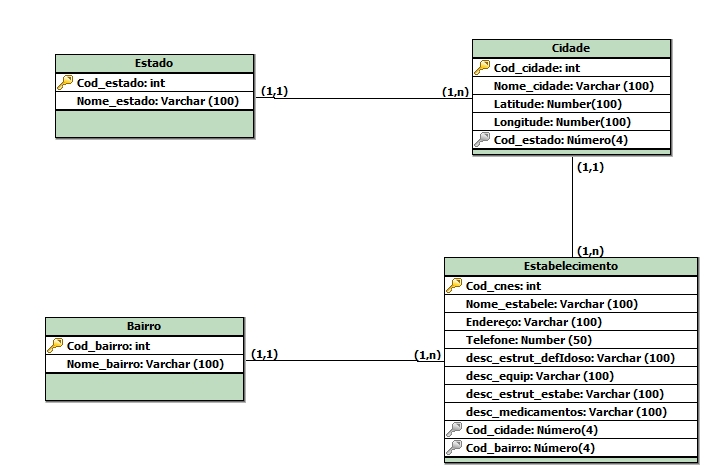 Estado
Cod_estado: int
Nome_estado: Varchar (100)
(1,1)
(1,n)
Cidade
Cod_cidade: int
Nome_cidade: Varchar (100)
Latitude: Number(100)
Longitude: Number(100)
Cod_estado: Número(4)
(1,1)
(1,n)
Estabelecimento
Cod_cnes: int
Nome_estabele: Varchar (100)
Endereço: Varchar (100)
Telefone: Number (50)
desc_estrut_defIdoso: Varchar (100)
desc_equip: Varchar (100)
desc_estrut_estabe: Varchar (100)
desc_medicamentos: Varchar (100)
Cod_cidade: Número(4)
Cod_bairro: Número(4)
Bairro
Cod_bairro: int
Nome_bairro: Varchar (100)
(1,1)
(1,n)